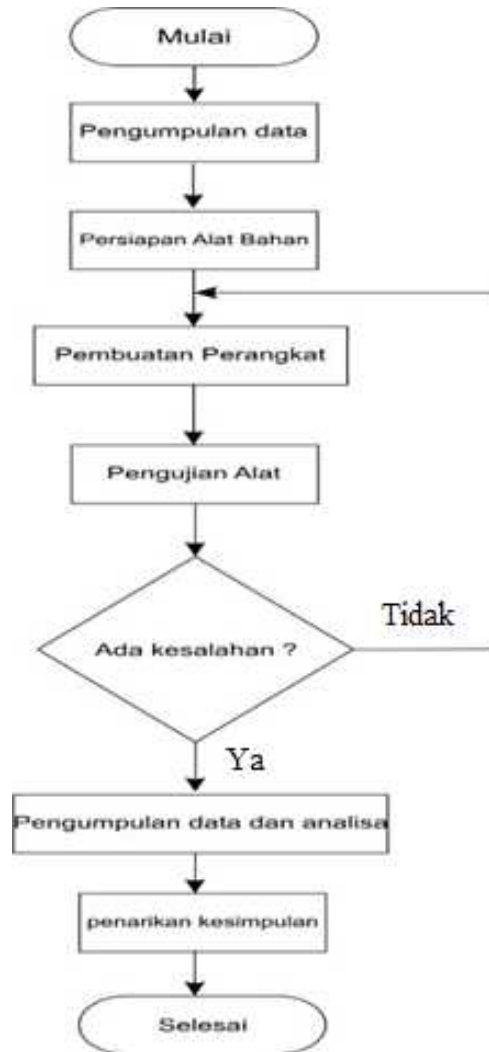 Mulai
Pengumpulan data
Persiapan Alat Bahan
Pembuatan Perangkat
Pengujian Alat
Ada kesalahan ?
Tidak
Ya
Pengumpulan data dan analisa
penarikan kesimpulan
Selesai